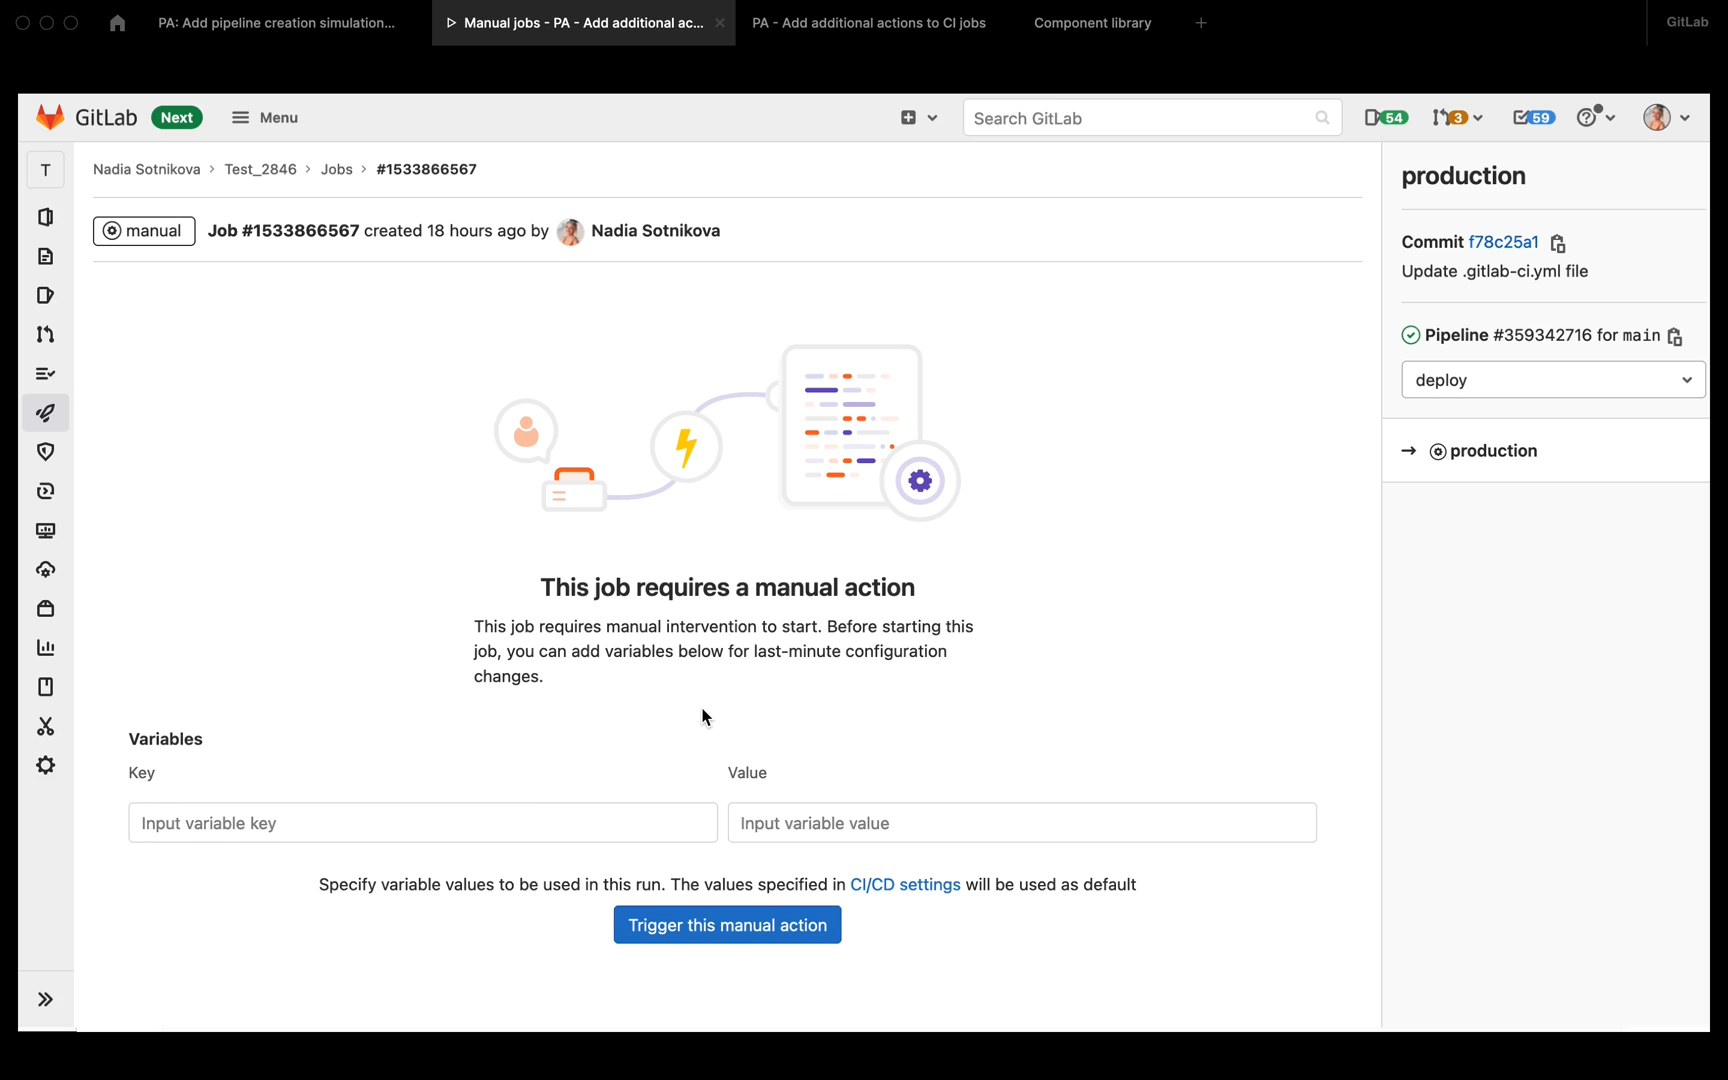 PA: Add pipeline creation simulation...
Manual jobs - PA - Add additional ac...
PA - Add additional actions to CI jobs
Component library
GitLab
GitLab Next
Menu
Search GitLab
54
3
59
T
Nadia Sotnikova > Test_2846 > Jobs > #1533866567
manual
Job #1533866567 created 18 hours ago by Nadia Sotnikova
This job requires a manual action
This job requires manual intervention to start. Before starting this
job, you can add variables below for last-minute configuration
changes.
Variables
Key
Value
Input variable key
Input variable value
Specify variable values to be used in this run. The values specified in CI/CD settings will be used as default
Trigger this manual action
production
Commit f78c25a1
Update .gitlab-ci.yml file
Pipeline #359342716 for main
deploy
→ production